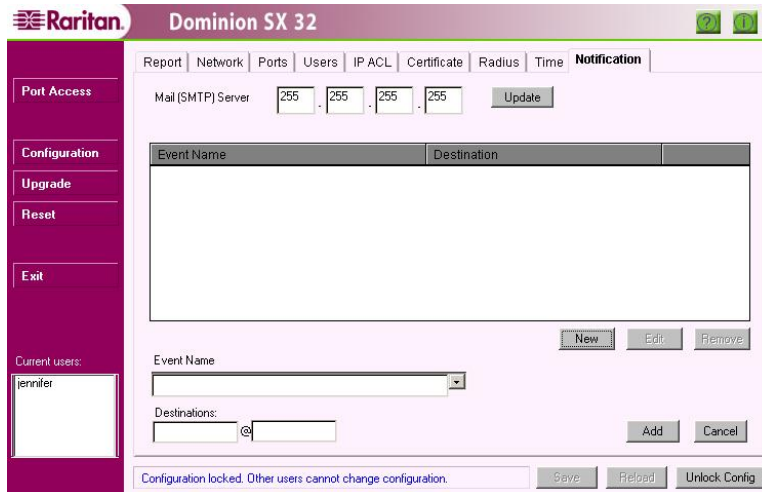 Raritan. Dominion SX 32 ? i
Report Network Ports Users IP ACL Certificate Radius Time Notification
Port Access
Configuration
Upgrade
Reset
Exit
Current users:
jennifer
Mail (SMTP) Server 255 . 255 . 255 . 255 Update
Event Name Destination
New Edit Remove
Event Name
Destinations:
@
Add Cancel
Configuration locked. Other users cannot change configuration. Save Reload Unlock Config